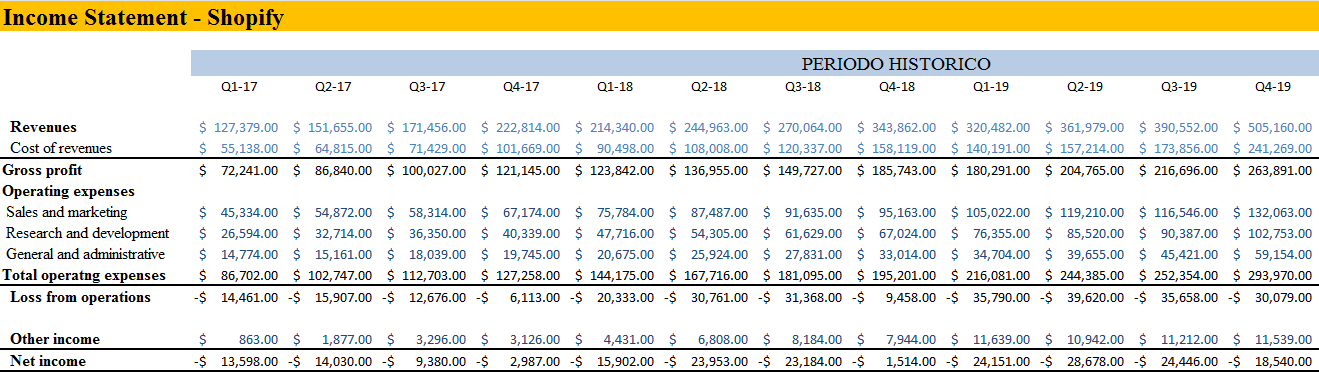 Income Statement - Shopify
PERIODO HISTORICO
Q1-17 Q2-17 Q3-17 Q4-17 Q1-18 Q2-18 Q3-18 Q4-18 Q1-19 Q2-19 Q3-19 Q4-19
Revenues $ 127,379.00 $ 151,655.00 $ 171,456.00 $ 222,814.00 $ 214,340.00 $ 244,963.00 $ 270,064.00 $ 343,862.00 $ 320,482.00 $ 361,979.00 $ 390,552.00 $ 505,160.00
Cost of revenues $ 55,138.00 $ 64,815.00 $ 71,429.00 $ 101,669.00 $ 90,498.00 $ 108,008.00 $ 120,337.00 $ 158,119.00 $ 140,191.00 $ 157,214.00 $ 173,856.00 $ 241,269.00
Gross profit $ 72,241.00 $ 86,840.00 $ 100,027.00 $ 121,145.00 $ 123,842.00 $ 136,955.00 $ 149,727.00 $ 185,743.00 $ 180,291.00 $ 204,765.00 $ 216,696.00 $ 263,891.00
Operating expenses
Sales and marketing $ 45,334.00 $ 54,872.00 $ 58,314.00 $ 67,174.00 $ 75,784.00 $ 87,487.00 $ 91,635.00 $ 95,163.00 $ 105,022.00 $ 119,210.00 $ 116,546.00 $ 132,063.00
Research and development $ 26,594.00 $ 32,714.00 $ 36,350.00 $ 40,339.00 $ 47,716.00 $ 54,305.00 $ 61,629.00 $ 67,024.00 $ 76,355.00 $ 85,520.00 $ 90,387.00 $ 102,753.00
General and administrative $ 14,774.00 $ 15,161.00 $ 18,039.00 $ 19,745.00 $ 20,675.00 $ 25,924.00 $ 27,831.00 $ 33,014.00 $ 34,704.00 $ 39,655.00 $ 45,421.00 $ 59,154.00
Total operatng expenses $ 86,702.00 $ 102,747.00 $ 112,703.00 $ 127,258.00 $ 144,175.00 $ 167,716.00 $ 181,095.00 $ 195,201.00 $ 216,081.00 $ 244,385.00 $ 252,354.00 $ 293,970.00
Loss from operations -$ 14,461.00 -$ 15,907.00 -$ 12,676.00 -$ 6,113.00 -$ 20,333.00 -$ 30,761.00 -$ 31,368.00 -$ 9,458.00 -$ 35,790.00 -$ 39,620.00 -$ 35,658.00 -$ 30,079.00
Other income $ 863.00 $ 1,877.00 $ 3,296.00 $ 3,126.00 $ 4,431.00 $ 6,808.00 $ 8,184.00 $ 7,944.00 $ 11,639.00 $ 10,942.00 $ 11,212.00 $ 11,539.00
Net income -$ 13,598.00 -$ 14,030.00 -$ 9,380.00 -$ 2,987.00 -$ 15,902.00 -$ 23,953.00 -$ 23,184.00 -$ 1,514.00 -$ 24,151.00 -$ 28,678.00 -$ 24,446.00 -$ 18,540.00